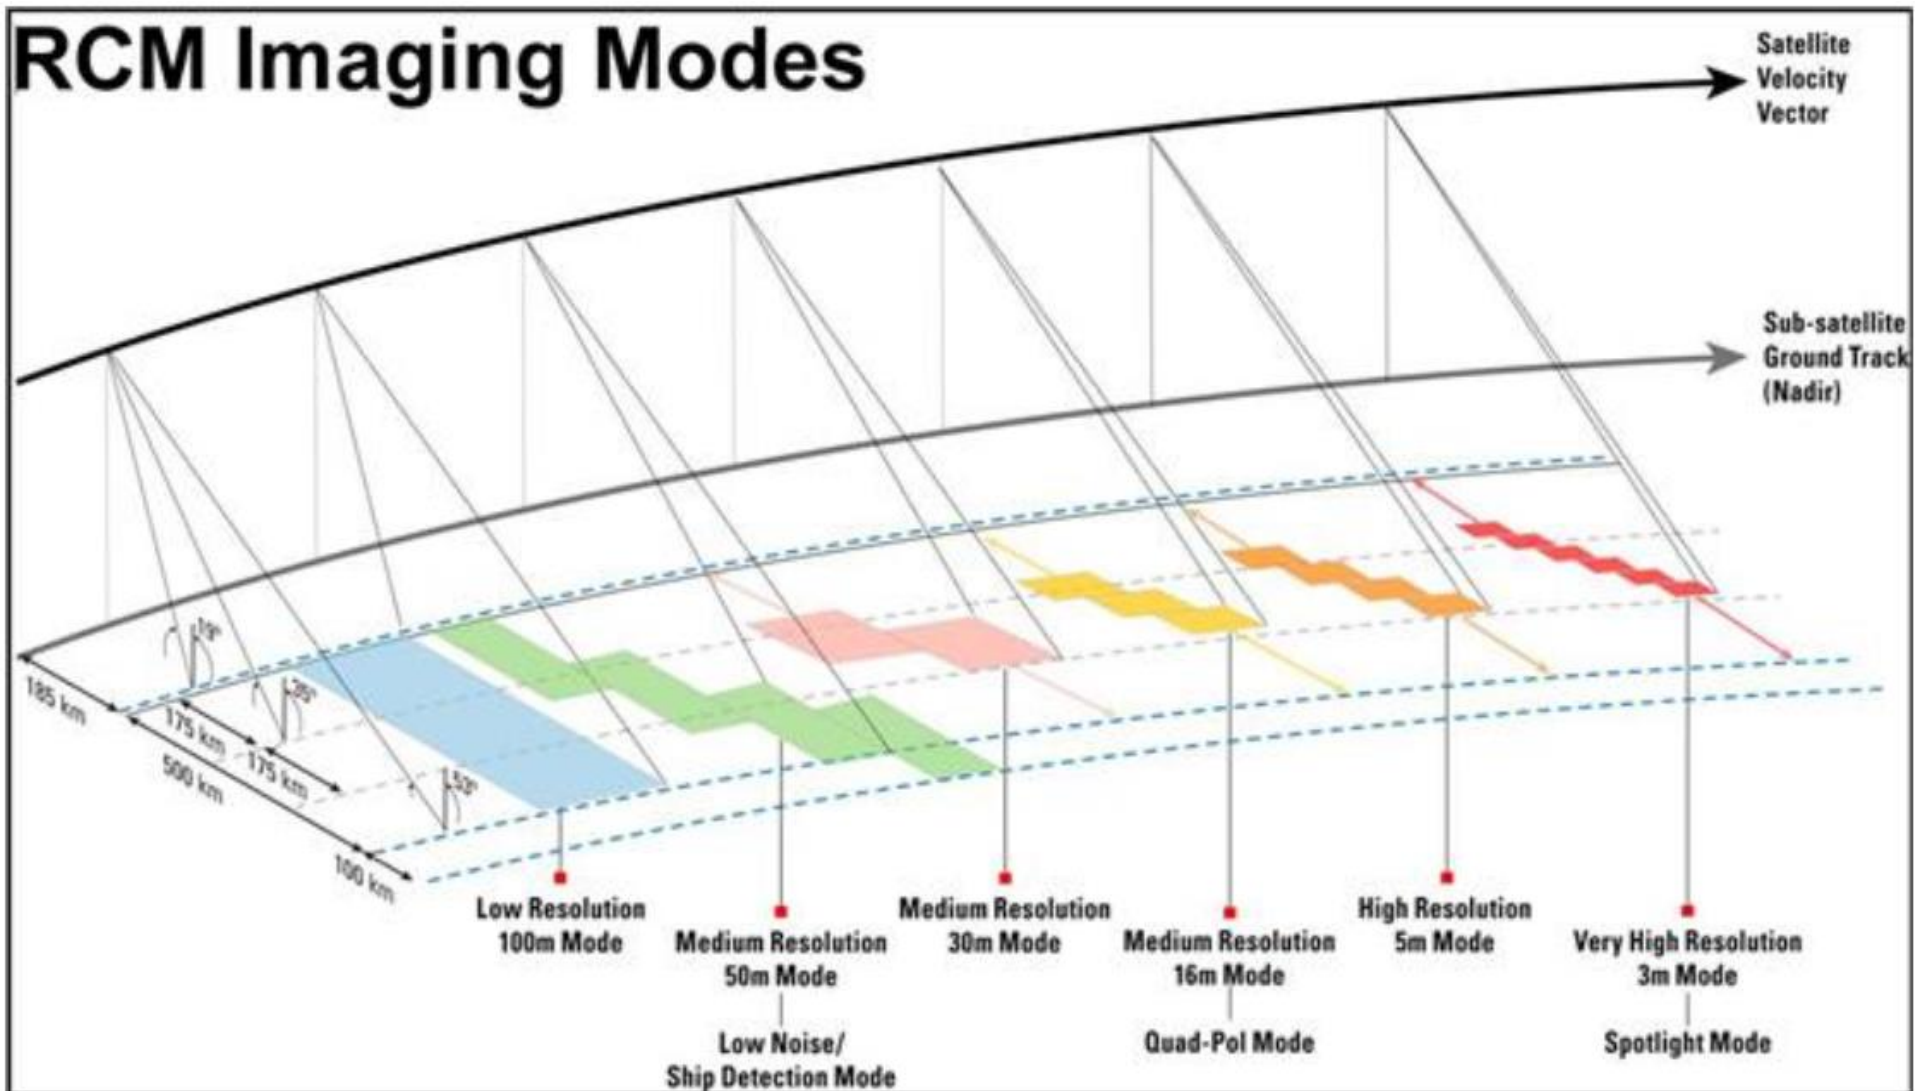 RCM Imaging Modes
Satellite
Velocity
Vector
Sub-satellite
Ground Track
(Nadir)
19°
35°
53°
185 km
175 km
175 km
500 km
100 km
Low Resolution
100m Mode
Medium Resolution
50m Mode
Low Noise/
Ship Detection Mode
Medium Resolution
30m Mode
Medium Resolution
16m Mode
Quad-Pol Mode
High Resolution
5m Mode
Very High Resolution
3m Mode
Spotlight Mode